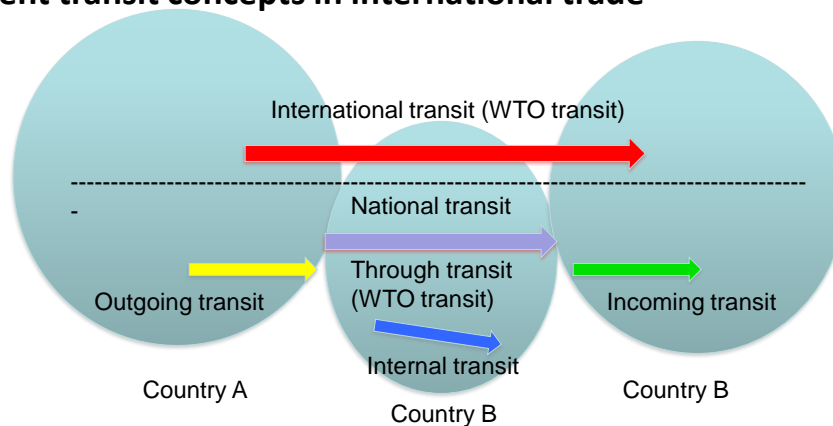 ent transit concepts in international trade
International transit (WTO transit)
-
National transit
Through transit
(WTO transit)
Outgoing transit
Incoming transit
Internal transit
Country A
Country B
Country B